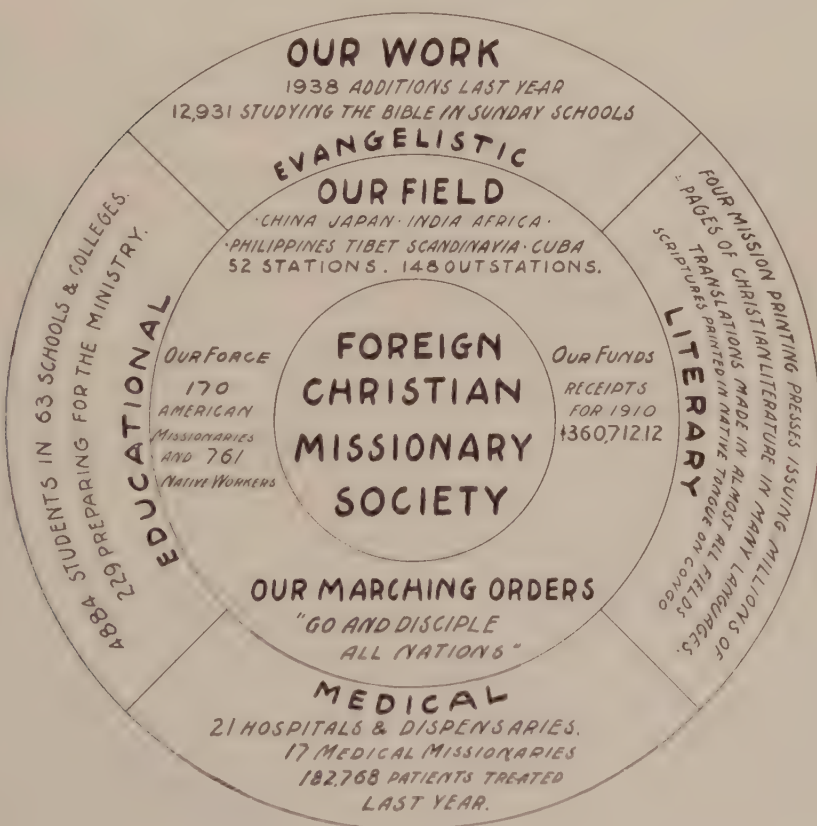 OUR WORK
1938 ADDITIONS LAST YEAR
12,931 STUDYING THE BIBLE IN SUNDAY SCHOOLS
EVANGELISTIC
OUR FIELD
·CHINA JAPAN·INDIA AFRICA·
·PHILIPPINES TIBET SCANDINAVIA·CUBA
52 STATIONS. 148 OUTSTATIONS.
EDUCATIONAL
4884 STUDENTS IN 63 SCHOOLS & COLLEGES.
229 PREPARING FOR THE MINISTRY.
OUR FORCE
170
AMERICAN
MISSIONARIES
AND 761
NATIVE WORKERS
FOREIGN
CHRISTIAN
MISSIONARY
SOCIETY
OUR FUNDS
RECEIPTS
FOR 1910
$360,712.12
LITERARY
FOUR MISSION PRINTING PRESSES ISSUING MILLIONS OF
PAGES OF CHRISTIAN LITERATURE IN MANY LANGUAGES.
TRANSLATIONS MADE IN ALMOST ALL FIELDS
SCRIPTURES PRINTED IN NATIVE TONGUE ON CONGO
OUR MARCHING ORDERS
"GO AND DISCIPLE
ALL NATIONS"
MEDICAL
21 HOSPITALS & DISPENSARIES.
17 MEDICAL MISSIONARIES
182,768 PATIENTS TREATED
LAST YEAR.